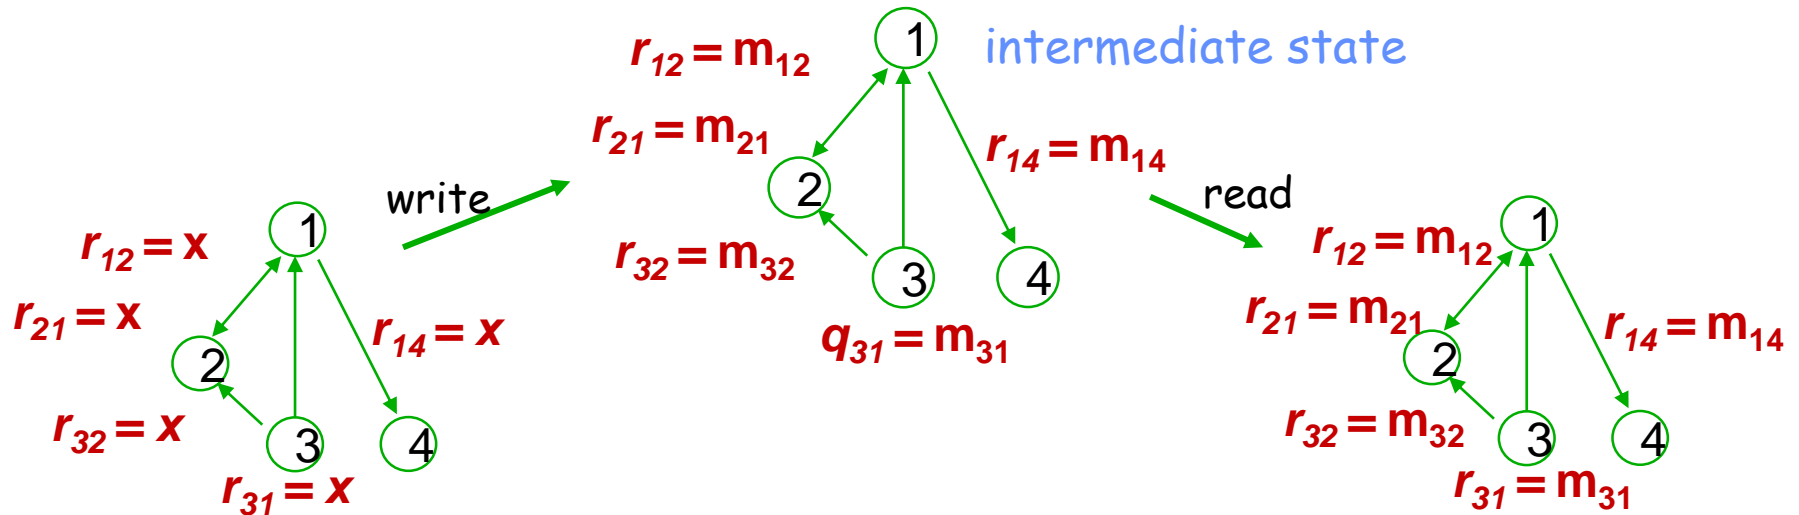 r12 = x
r21 = x
r32 = x
r31 = x
r14 = x
1
2
3
4
write
intermediate state
r12 = m12
r21 = m21
r32 = m32
q31 = m31
r14 = m14
1
2
3
4
read
r12 = m12
r21 = m21
r32 = m32
r31 = m31
r14 = m14
1
2
3
4